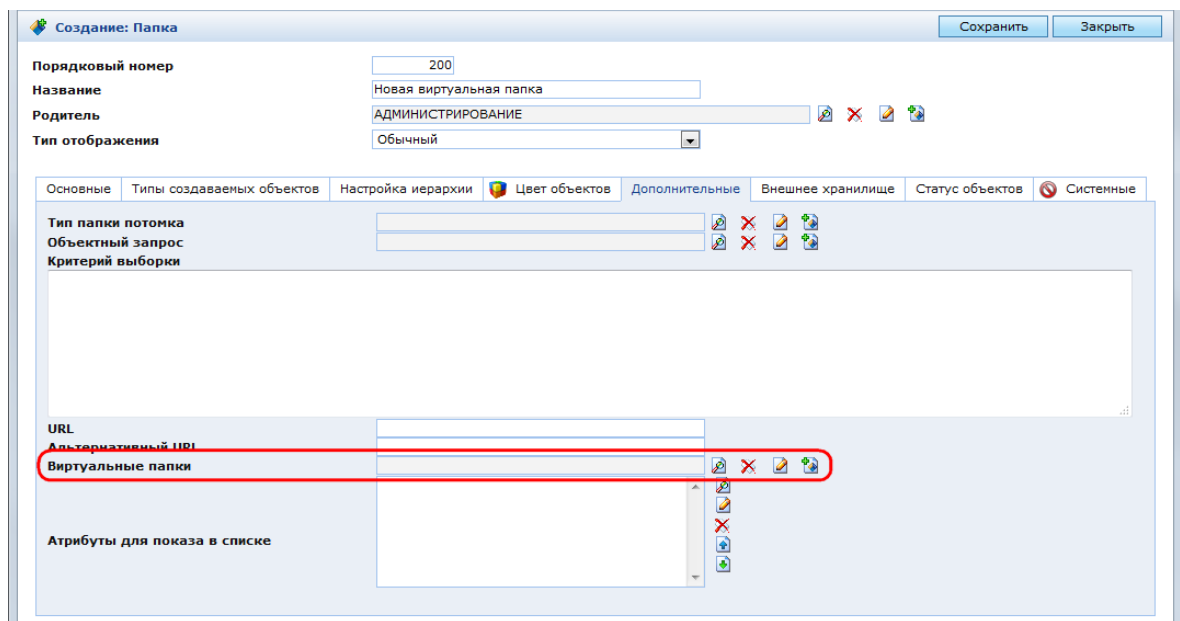 Создание: Папка
Сохранить
Закрыть
Порядковый номер 200
Название Новая виртуальная папка
Родитель АДМИНИСТРИРОВАНИЕ
Тип отображения Обычный
Основные Типы создаваемых объектов Настройка иерархии Цвет объектов Дополнительные Внешнее хранилище Статус объектов Системные
Тип папки потомка
Объектный запрос
Критерий выборки
URL
Альтернативный URL
Виртуальные папки
Атрибуты для показа в списке